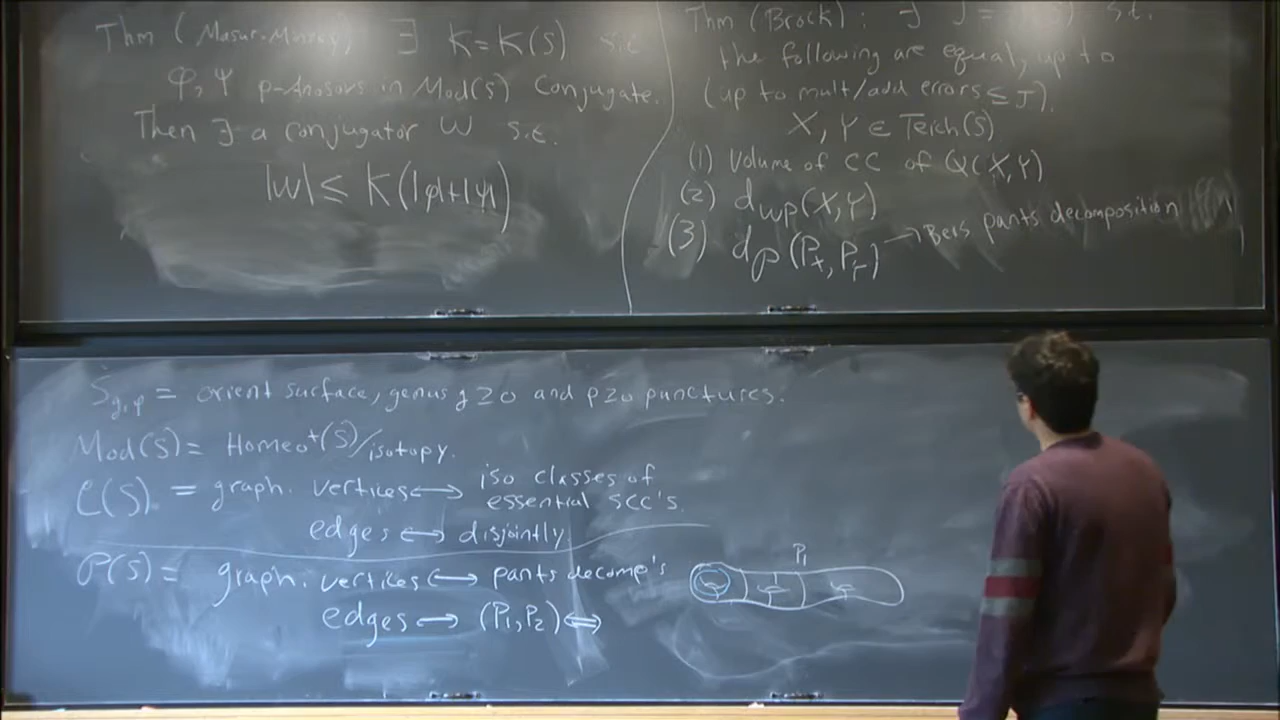 Thm (Masur-Minsky) ∃ K=K(S) s.t.
φ, ψ p-Anosovs in Mod(S) conjugate.
Then ∃ a conjugator W s.t.
|w| ≤ K(|φ|+|ψ|)
Thm (Brock): ∃ J = (S) s.t.
the following are equal, up to
(up to mult/add errors ≤ J).
X, Y ∈ Teich(S)
(1) Volume of CC of Q(X,Y)
(2) d_WP(X,Y)
(3) d_P(P_X, P_Y) → Bers pants decomposition
S_{g,p} = orient surface, genus g≥0 and p≥0 punctures.
Mod(S) = Homeo⁺(S)/isotopy.
C(S) = graph. vertices ↔ iso classes of
essential SCC's.
edges ↔ disjointly
P(S) = graph. vertices ↔ pants decomp's
edges ↔ (P₁,P₂) ⟺
P₁